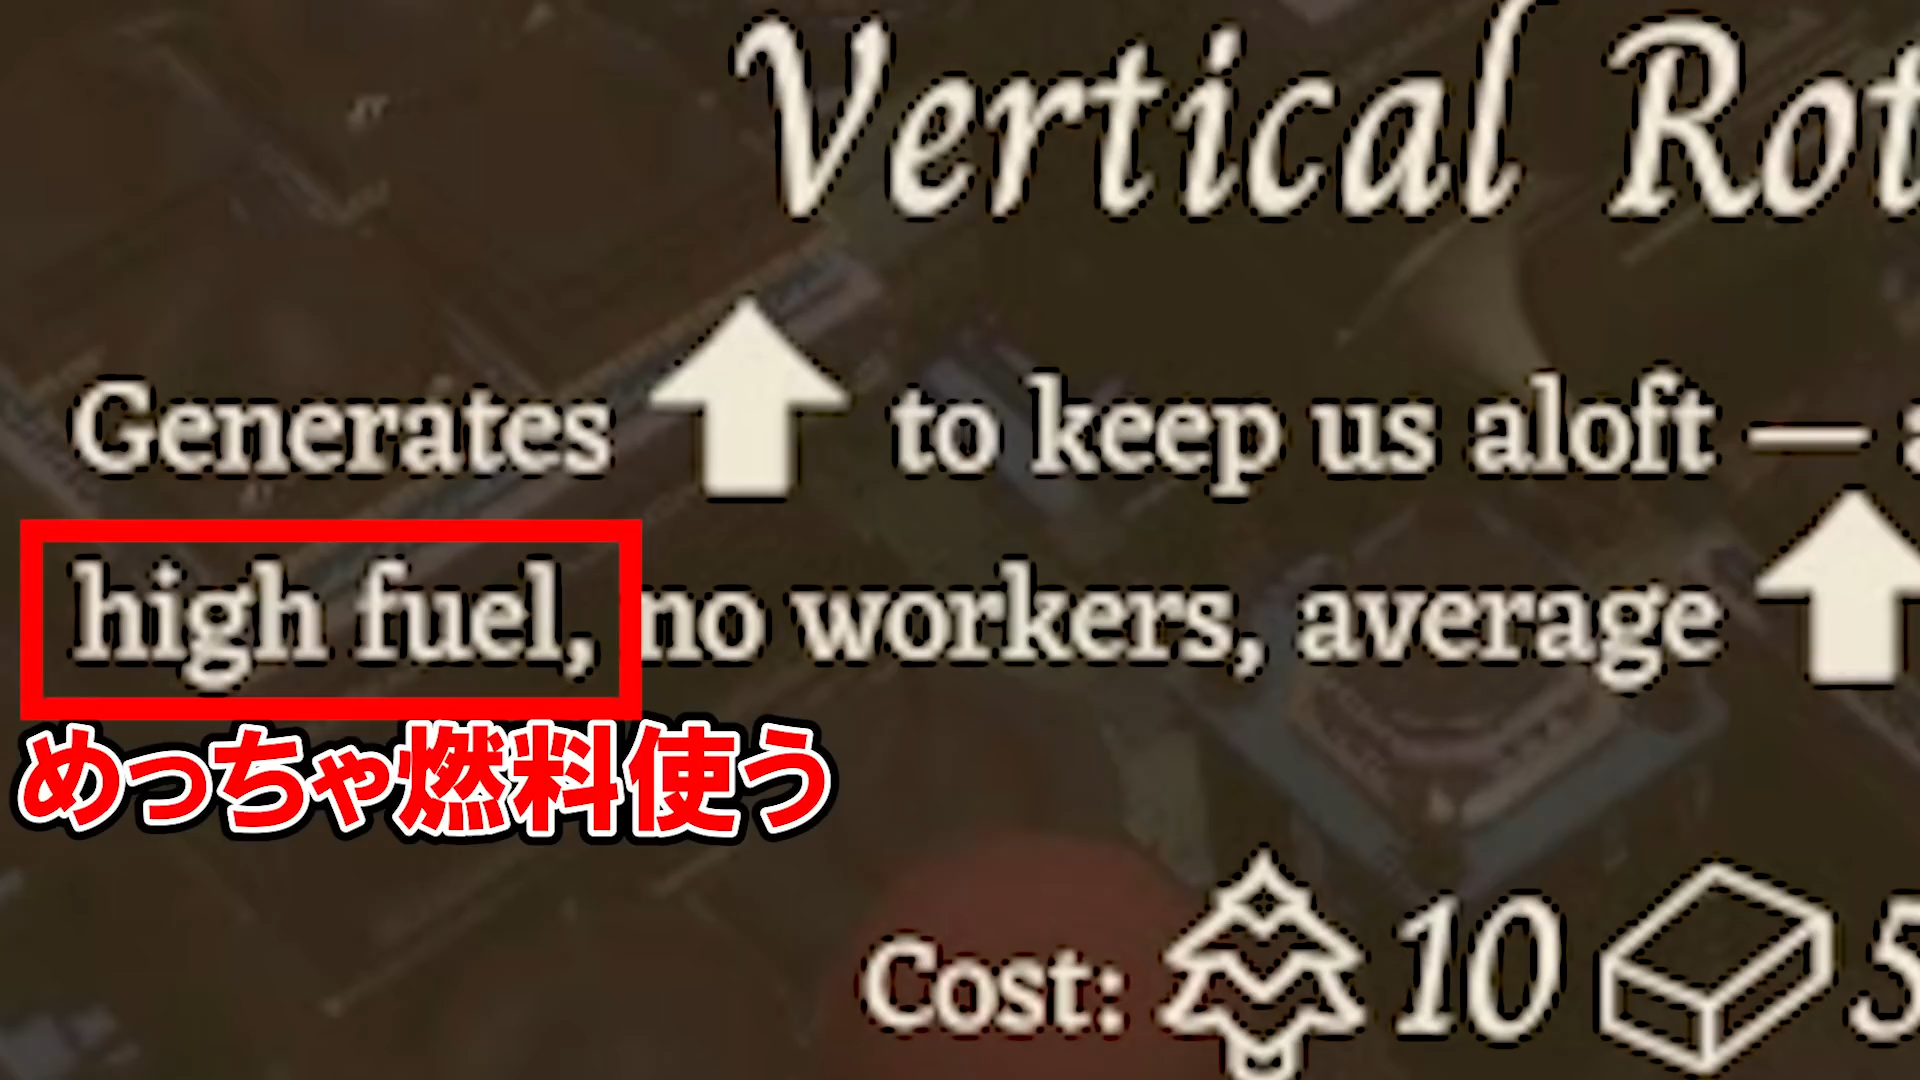 Vertical Rot
Generates to keep us aloft — a
high fuel, no workers, average
めっちゃ燃料使う
Cost: 10 5